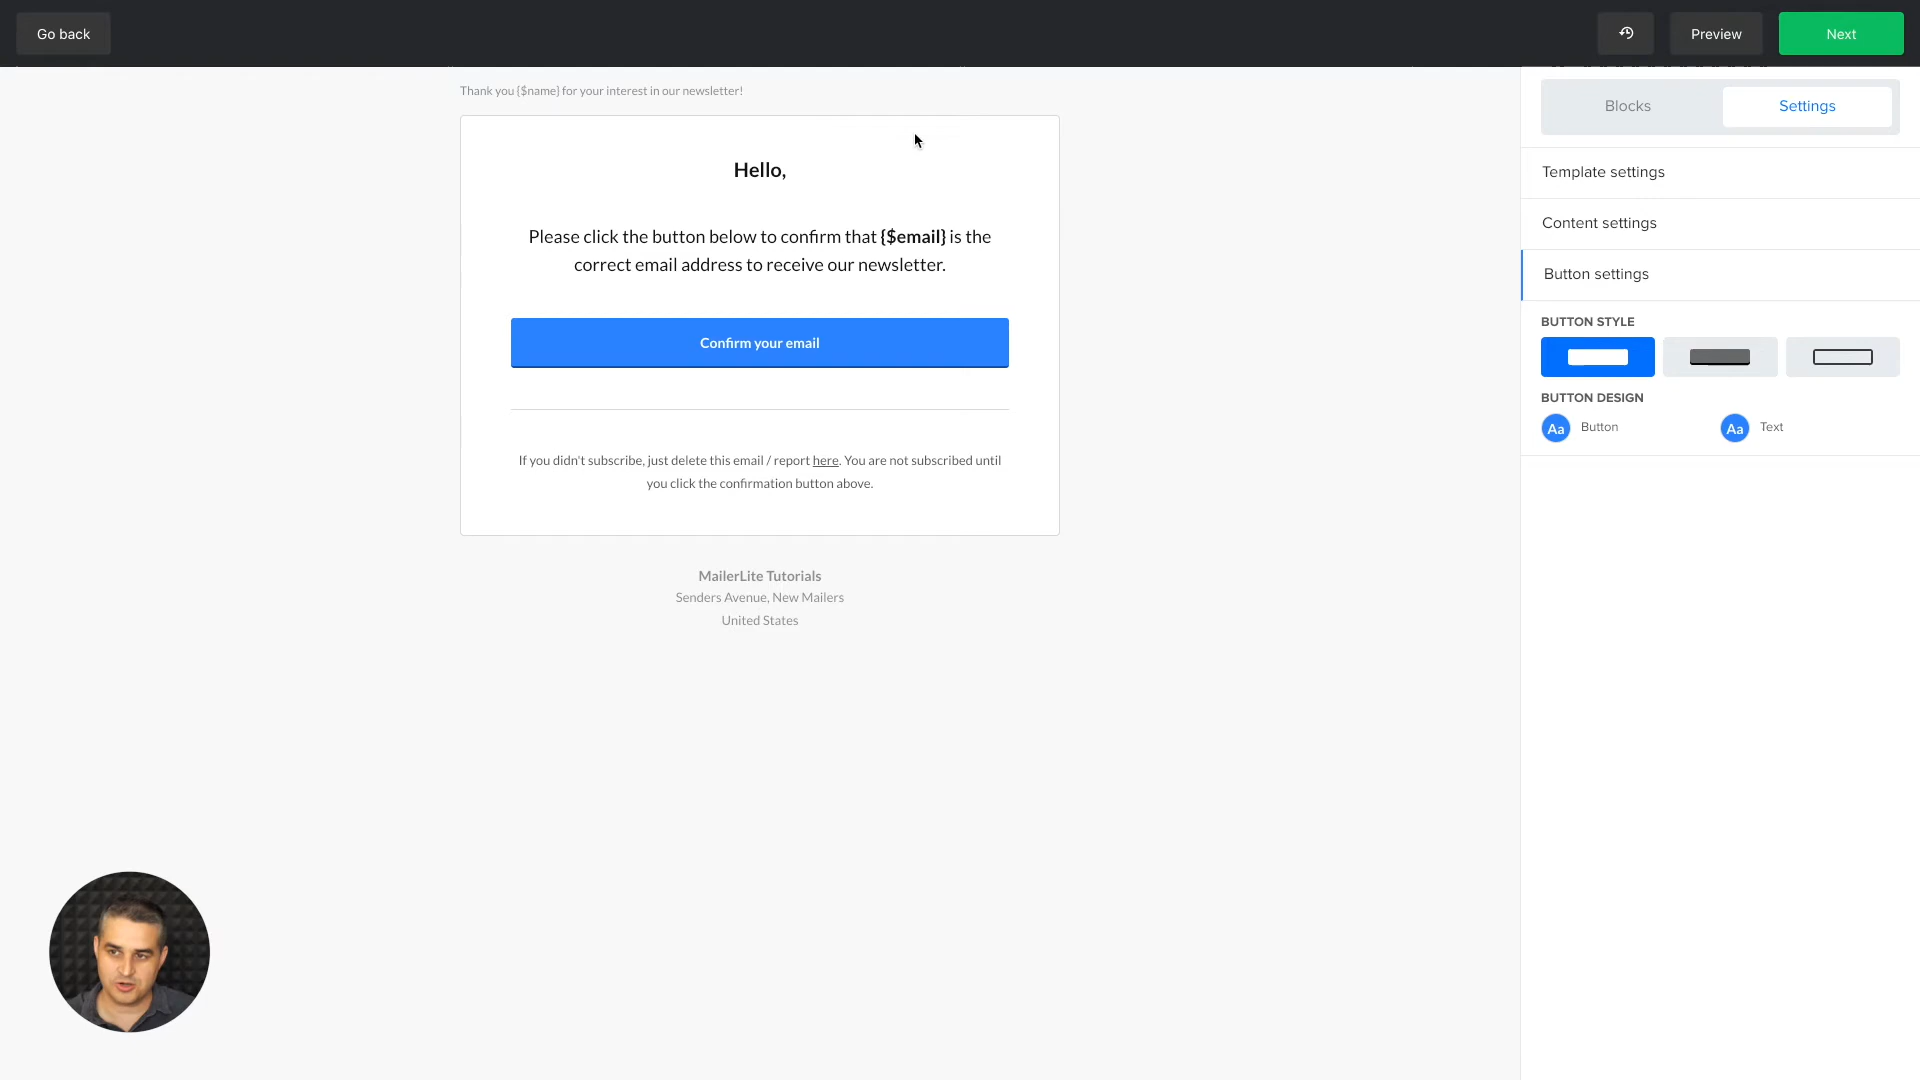 Go back
Preview
Next
Thank you {$name} for your interest in our newsletter!
Hello,
Please click the button below to confirm that {$email} is the
correct email address to receive our newsletter.
Confirm your email
If you didn't subscribe, just delete this email / report here. You are not subscribed until
you click the confirmation button above.
MailerLite Tutorials
Senders Avenue, New Mailers
United States
Blocks
Settings
Template settings
Content settings
Button settings
BUTTON STYLE
BUTTON DESIGN
Aa Button
Aa Text